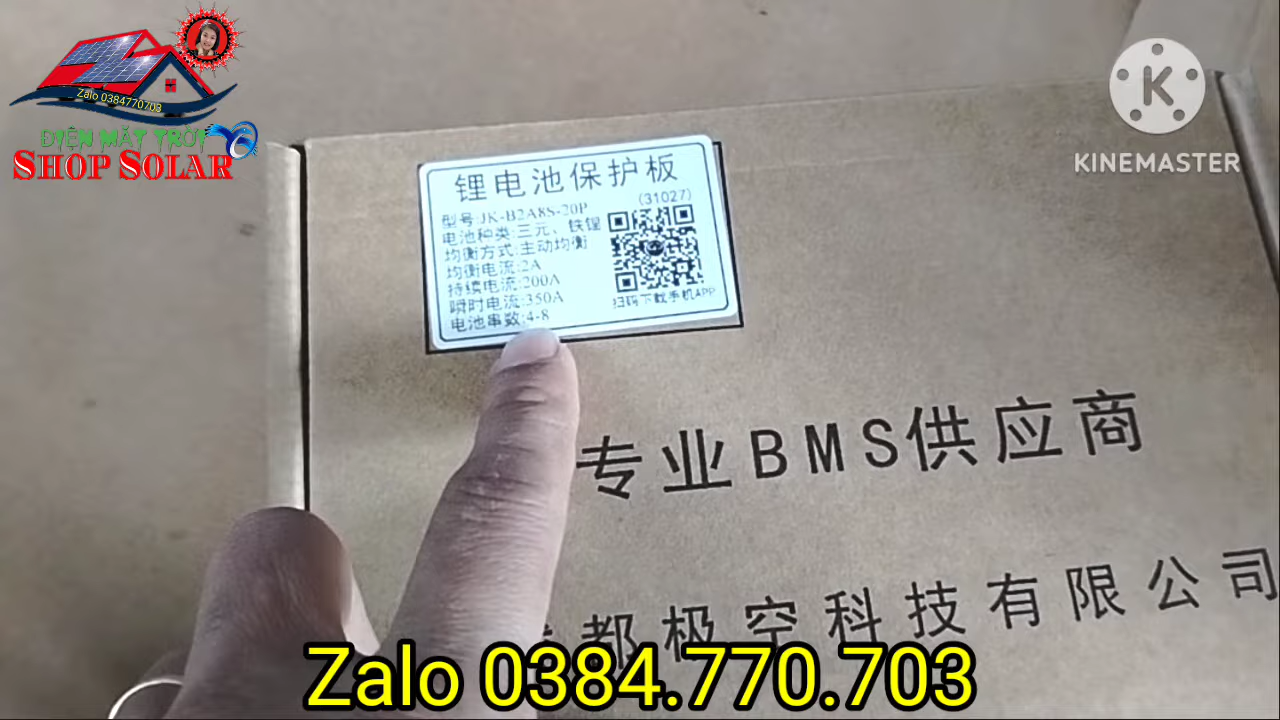 Zalo 0384770703
ĐIỆN MẶT TRỜI
SHOP SOLAR
KINEMASTER
锂电池保护板
(31027)
型号:JK-B2A8S-20P
电池种类:三元、铁锂
均衡方式:主动均衡
均衡电流:2A
持续电流:200A
瞬时电流:350A
电池串数:4-8
扫码下载手机APP
专业BMS供应商
都极空科技有限公司
Zalo 0384.770.703